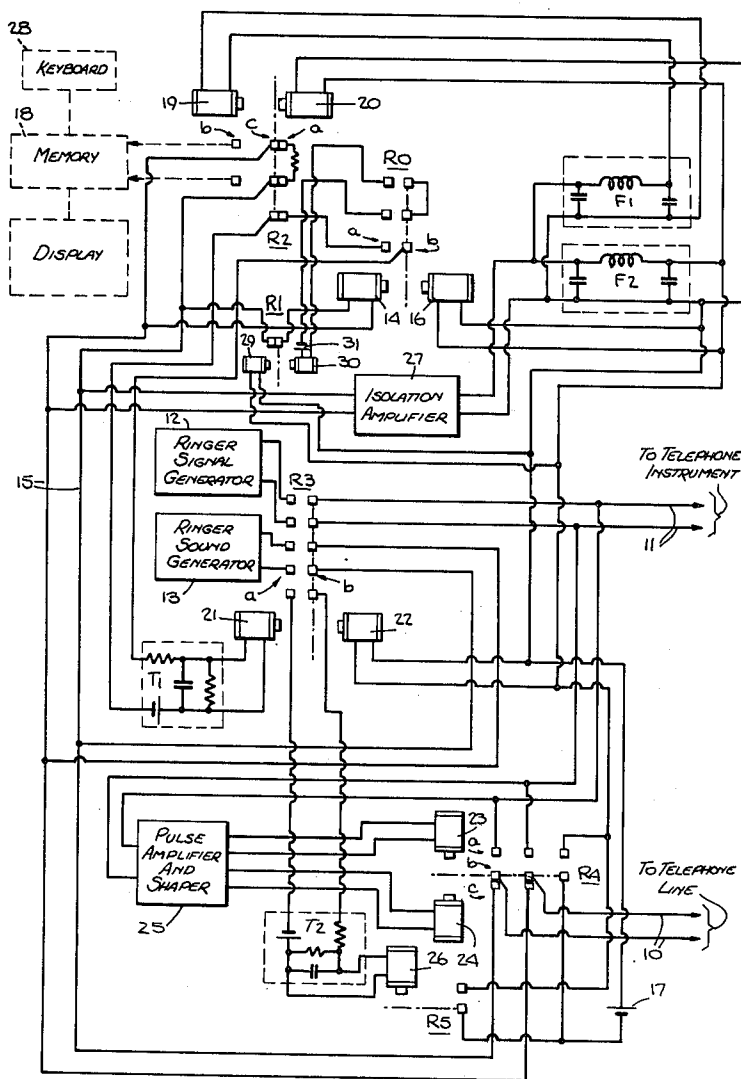 28
KEYBOARD
18
MEMORY
DISPLAY
19
20
b
c
a
R0
a
b
R2
F1
F2
R1
14
16
29
31
30
27
ISOLATION
AMPLIFIER
12
RINGER
SIGNAL
GENERATOR
15
R3
TO TELEPHONE
INSTRUMENT
11
RINGER
SOUND
GENERATOR
13
a
b
21
22
T1
PULSE
AMPLIFIER
AND
SHAPER
25
23
a
b
c
R4
TO TELEPHONE
LINE
10
T2
24
26
17
R5